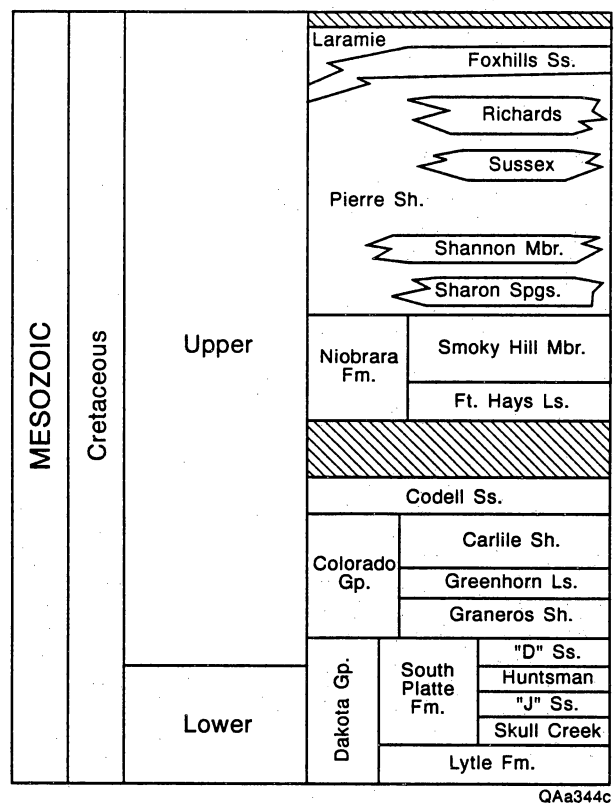 MESOZOIC
Cretaceous
Upper
Lower
Laramie
Foxhills Ss.
Richards
Sussex
Pierre Sh.
Shannon Mbr.
Sharon Spgs.
Niobrara
Fm.
Smoky Hill Mbr.
Ft. Hays Ls.
Codell Ss.
Colorado
Gp.
Carlile Sh.
Greenhorn Ls.
Graneros Sh.
Dakota Gp.
South
Platte
Fm.
"D" Ss.
Huntsman
"J" Ss.
Skull Creek
Lytle Fm.
QAa344c